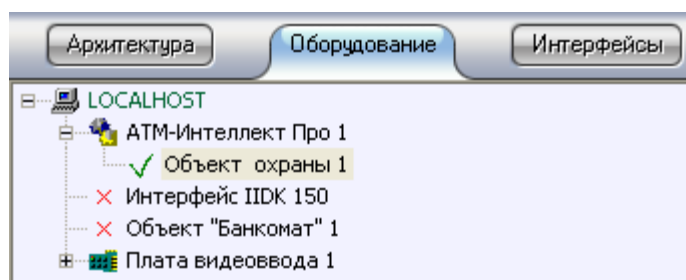 Архитектура Оборудование Интерфейсы
LOCALHOST
АТМ-Интеллект Про 1
Объект охраны 1
Интерфейс IIDK 150
Объект "Банкомат" 1
Плата видеоввода 1